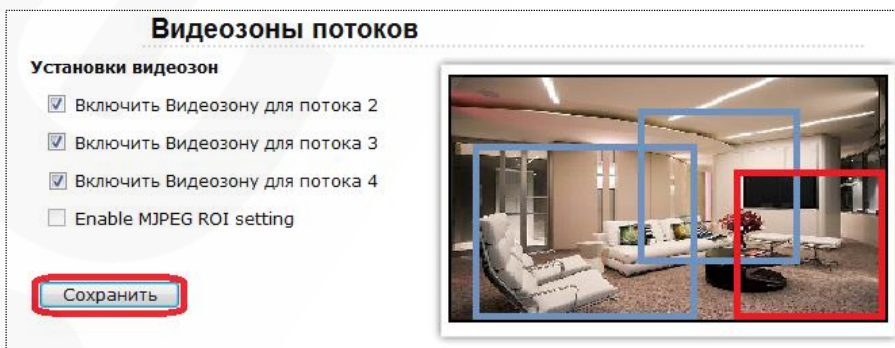 Видеозоны потоков
Установки видеозон
Включить Видеозону для потока 2
Включить Видеозону для потока 3
Включить Видеозону для потока 4
Enable MJPEG ROI setting
Сохранить